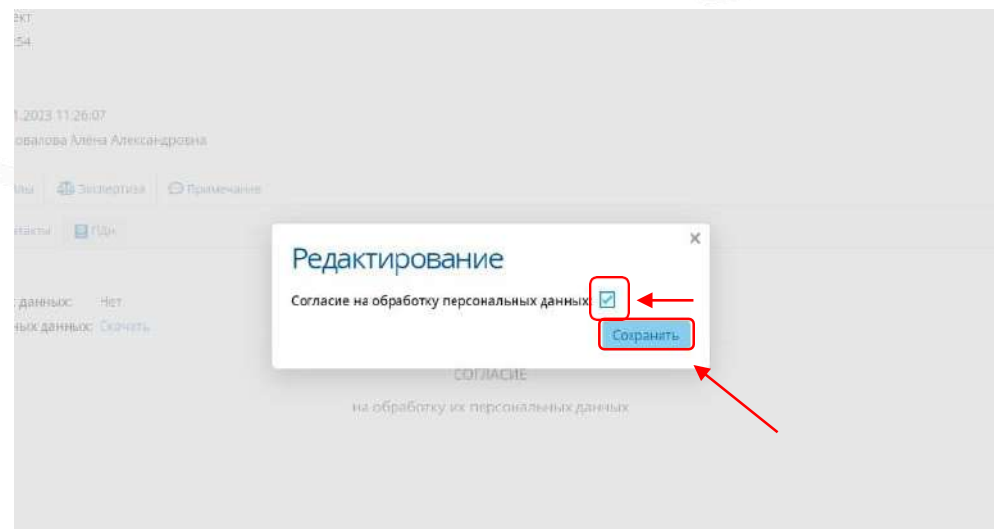 ект
:54
1.2023 11:26:07
овалова Алёна Александровна
Экспертиза Примечание
нтакты ПДн
Редактирование
×
Согласие на обработку персональных данных:
данных: Нет
ных данных: Скачать
Сохранить
СОГЛАСИЕ
на обработку их персональных данных